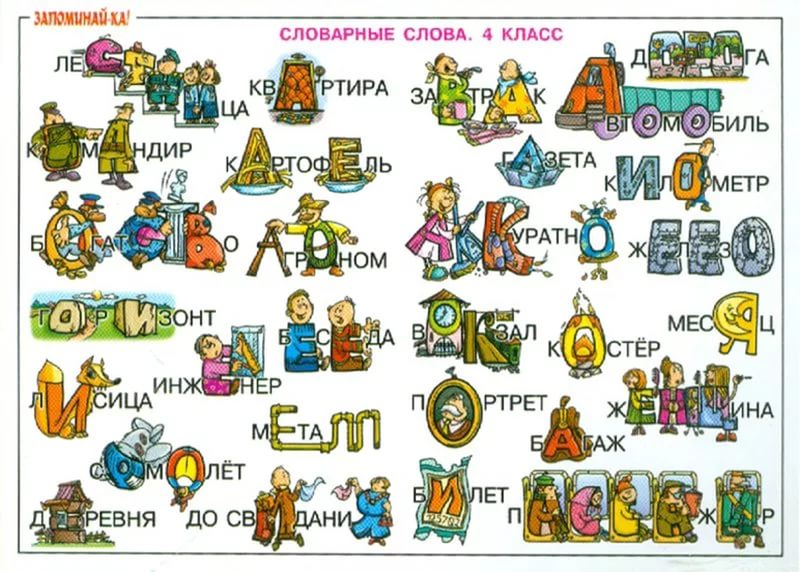 ЗАПОМИНАЙ-КА!
СЛОВАРНЫЕ СЛОВА. 4 КЛАСС
ЛЕСТНИЦА
КВАРТИРА
ЗАВТРАК
АВТОМОБИЛЬ
ДОРОГА
КОМАНДИР
КАРТОФЕЛЬ
ГАЗЕТА
КИЛОМЕТР
БОГАТСТВО
АГРОНОМ
АККУРАТНО
ЖЕЛЕЗО
ГОРИЗОНТ
ИНЖЕНЕР
БЕСЕДА
ВОКЗАЛ
КОСТЁР
МЕСЯЦ
ЛИСИЦА
МЕТАЛЛ
ПОРТРЕТ
БАГАЖ
ЖЕНЩИНА
САМОЛЁТ
ДЕРЕВНЯ
ДО СВИДАНИЯ
БИЛЕТ
ПАССАЖИР